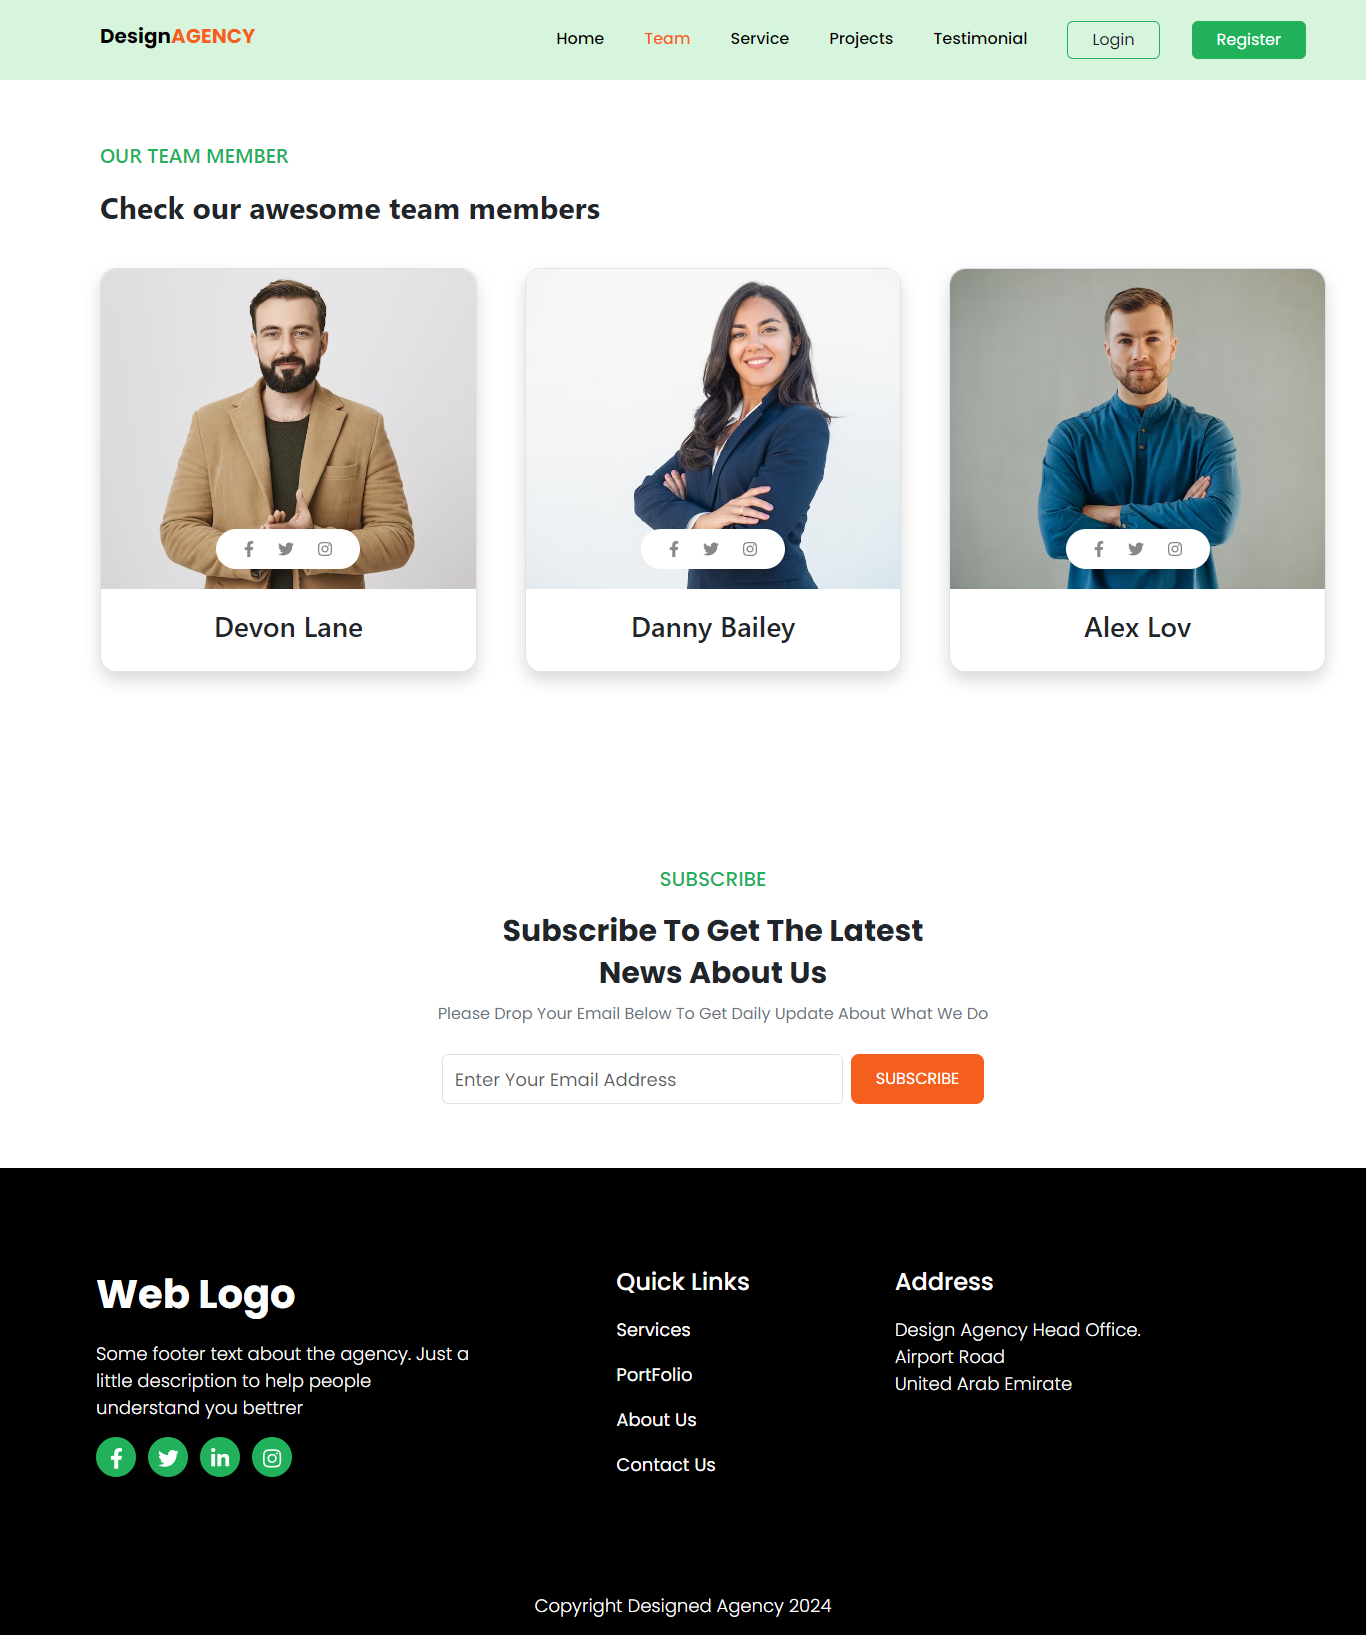 DesignAGENCY
Home Team Service Projects Testimonial Login Register
OUR TEAM MEMBER
Check our awesome team members
Devon Lane
Danny Bailey
Alex Lov
SUBSCRIBE
Subscribe To Get The Latest
News About Us
Please Drop Your Email Below To Get Daily Update About What We Do
Enter Your Email Address
SUBSCRIBE
Web Logo
Some footer text about the agency. Just a
little description to help people
understand you bettrer
Quick Links
Services
PortFolio
About Us
Contact Us
Address
Design Agency Head Office.
Airport Road
United Arab Emirate
Copyright Designed Agency 2024